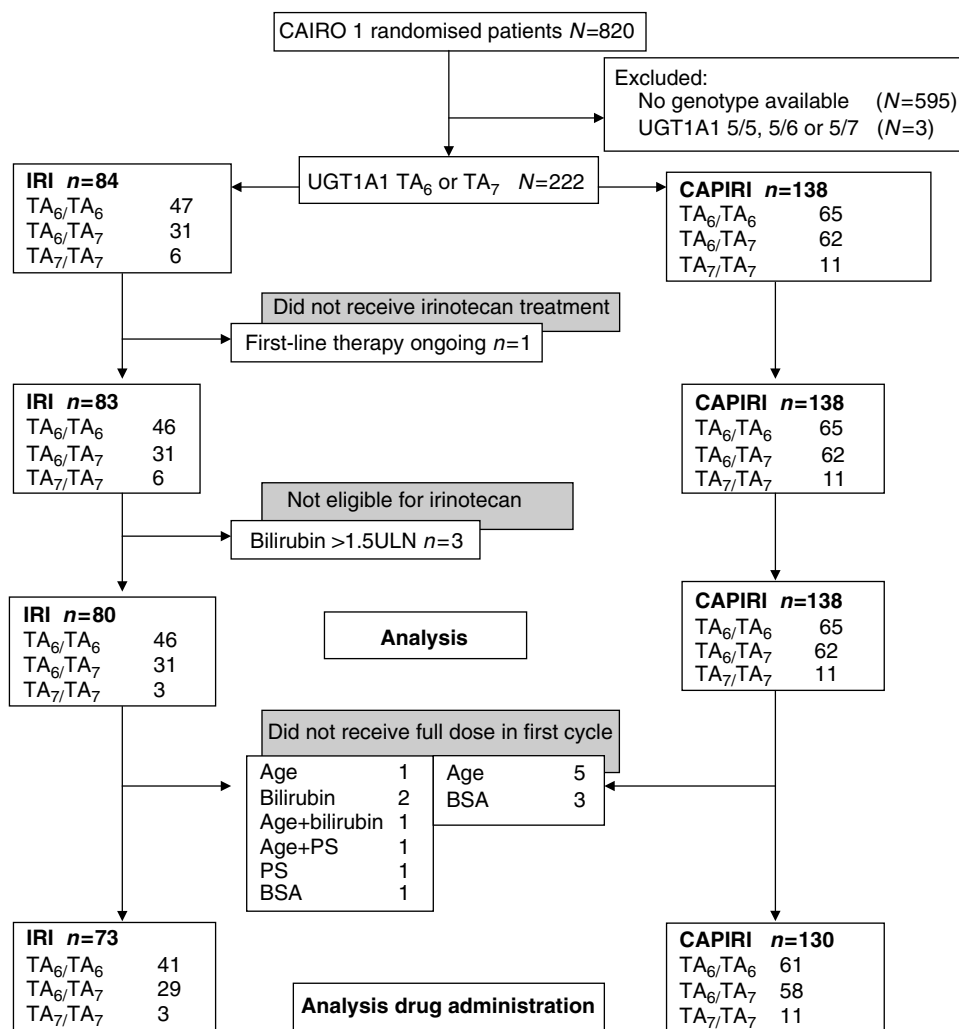 CAIRO 1 randomised patients N=820
Excluded:
No genotype available (N=595)
UGT1A1 5/5, 5/6 or 5/7 (N=3)
UGT1A1 TA6 or TA7 N=222
IRI n=84
TA6/TA6 47
TA6/TA7 31
TA7/TA7 6
CAPIRI n=138
TA6/TA6 65
TA6/TA7 62
TA7/TA7 11
Did not receive irinotecan treatment
First-line therapy ongoing n=1
IRI n=83
TA6/TA6 46
TA6/TA7 31
TA7/TA7 6
CAPIRI n=138
TA6/TA6 65
TA6/TA7 62
TA7/TA7 11
Not eligible for irinotecan
Bilirubin >1.5ULN n=3
IRI n=80
TA6/TA6 46
TA6/TA7 31
TA7/TA7 3
Analysis
CAPIRI n=138
TA6/TA6 65
TA6/TA7 62
TA7/TA7 11
Did not receive full dose in first cycle
Age 1
Bilirubin 2
Age+bilirubin 1
Age+PS 1
PS 1
BSA 1
Age 5
BSA 3
IRI n=73
TA6/TA6 41
TA6/TA7 29
TA7/TA7 3
Analysis drug administration
CAPIRI n=130
TA6/TA6 61
TA6/TA7 58
TA7/TA7 11